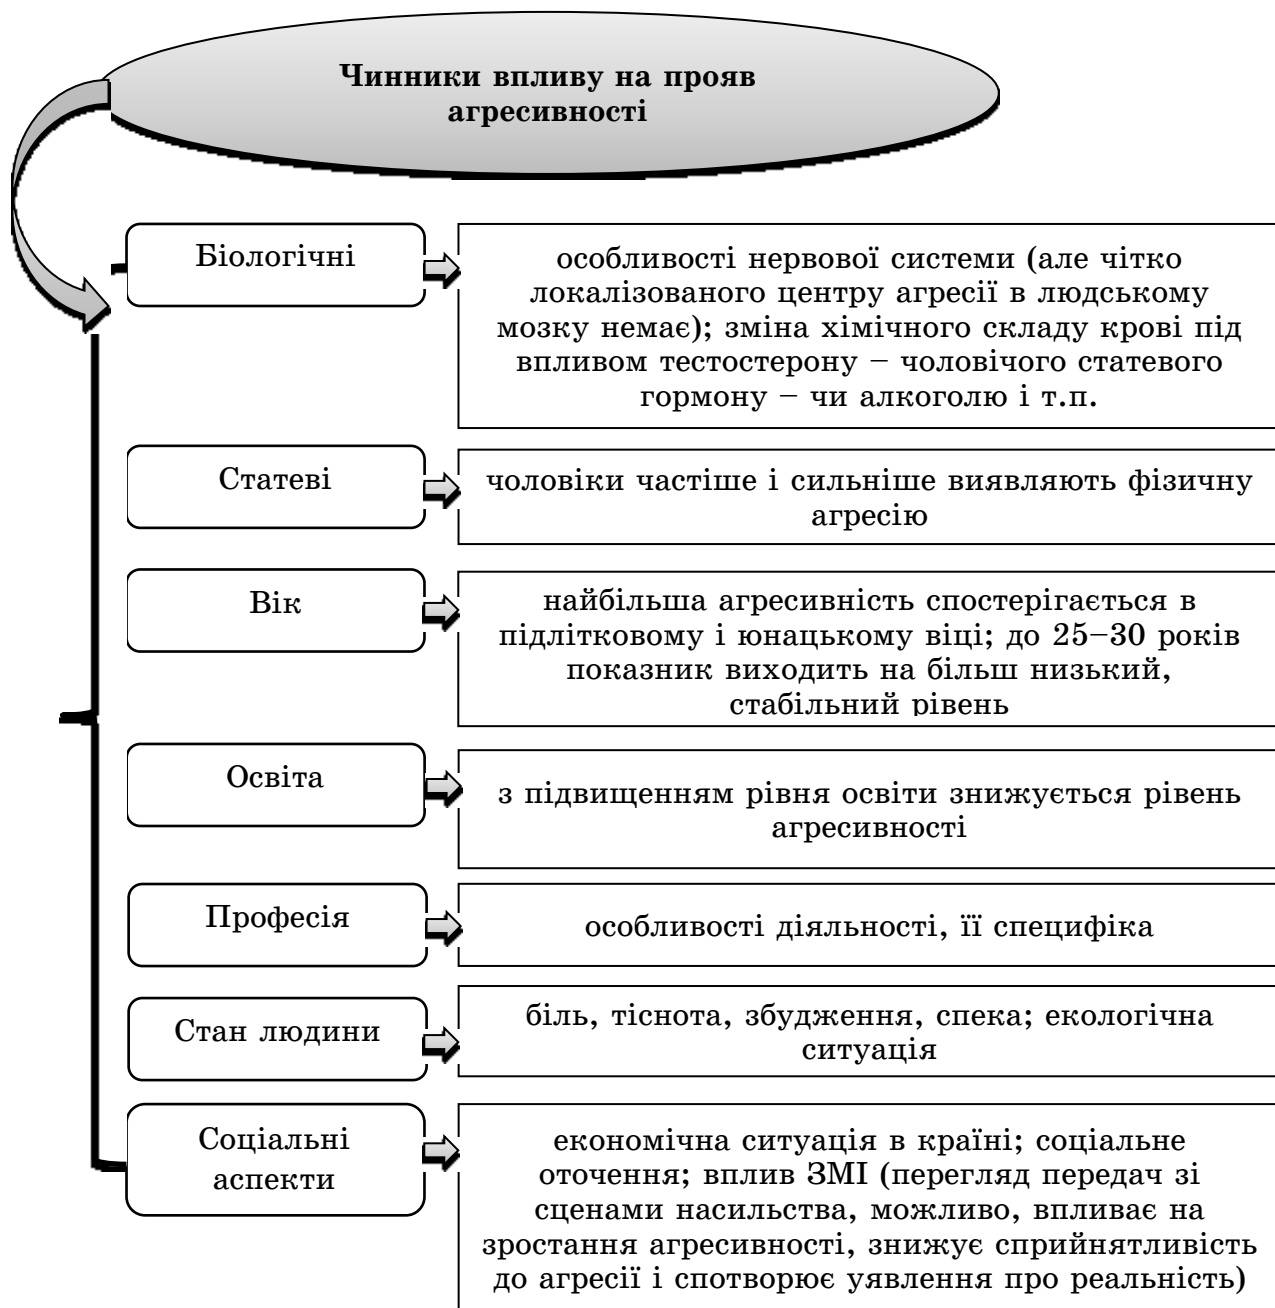 Чинники впливу на прояв
агресивності
Біологічні
особливості нервової системи (але чітко
локалізованого центру агресії в людському
мозку немає); зміна хімічного складу крові під
впливом тестостерону – чоловічого статевого
гормону – чи алкоголю і т.п.
Статеві
чоловіки частіше і сильніше виявляють фізичну
агресію
Вік
найбільша агресивність спостерігається в
підлітковому і юнацькому віці; до 25–30 років
показник виходить на більш низький,
стабільний рівень
Освіта
з підвищенням рівня освіти знижується рівень
агресивності
Професія
особливості діяльності, її специфіка
Стан людини
біль, тіснота, збудження, спека; екологічна
ситуація
Соціальні
аспекти
економічна ситуація в країні; соціальне
оточення; вплив ЗМІ (перегляд передач зі
сценами насильства, можливо, впливає на
зростання агресивності, знижує сприйнятливість
до агресії і спотворює уявлення про реальність)